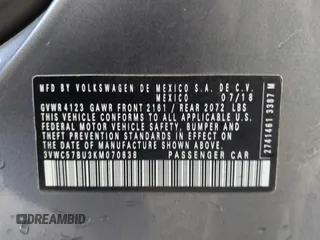 MFD BY VOLKSWAGEN DE MEXICO S.A. DE C.V.
MEXICO 07/18
GVWR4123 GAWR FRONT 2161 / REAR 2072 LBS
THIS VEHICLE CONFORMS TO ALL APPLICABLE
FEDERAL MOTOR VEHICLE SAFETY, BUMPER AND
THEFT PREVENTION STANDARDS IN EFFECT ON
THE DATE OF MANUFACTURE SHOWN ABOVE.
3VWC57BU3KM070838 PASSENGER CAR
2741461 3387 M
DREAMBID